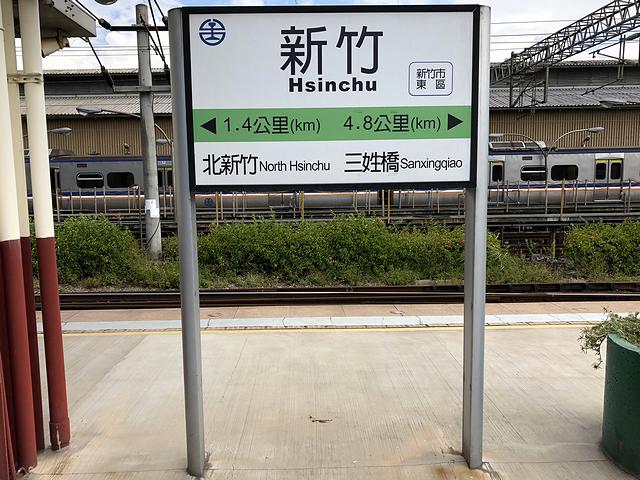 新竹
Hsinchu
新竹市
東區
1.4公里(km) 4.8公里(km)
北新竹 North Hsinchu 三姓橋 Sanxingqiao